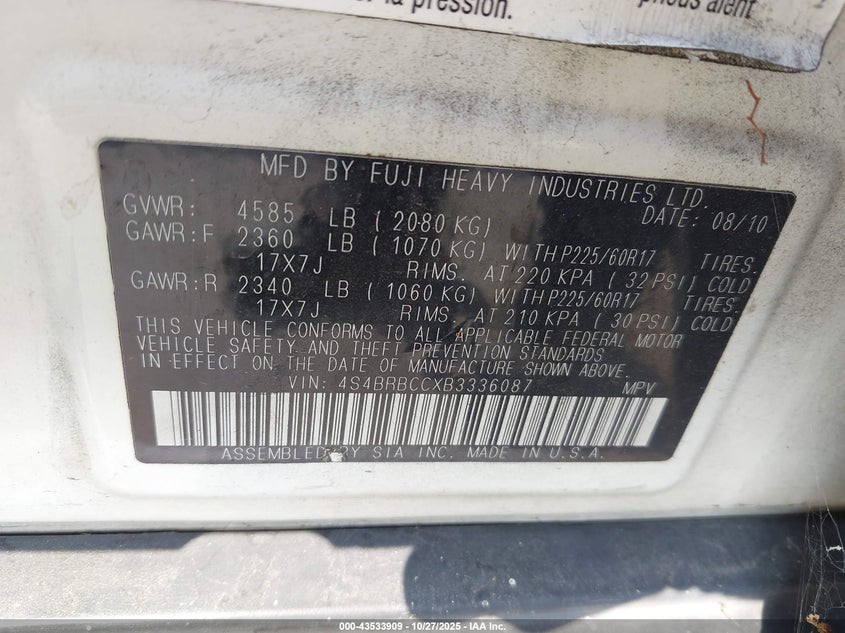 la pression.
MFD BY FUJI HEAVY INDUSTRIES LTD.
DATE: 08/10
GVWR: 4585 LB ( 2080 KG)
GAWR:F 2360 LB ( 1070 KG) WITH P225/60R17 TIRES.
17X7J RIMS. AT 220 KPA ( 32 PSI) COLD
GAWR:R 2340 LB ( 1060 KG) WITH P225/60R17 TIRES.
17X7J RIMS. AT 210 KPA ( 30 PSI) COLD
THIS VEHICLE CONFORMS TO ALL APPLICABLE FEDERAL MOTOR
VEHICLE SAFETY AND THEFT PREVENTION STANDARDS
IN EFFECT ON THE DATE OF MANUFACTURE SHOWN ABOVE.
VIN: 4S4BRBCCXB3336087 MPV
ASSEMBLED BY SIA INC. MADE IN U.S.A.
000-43533909 | 10/27/2025 - IAA Inc.